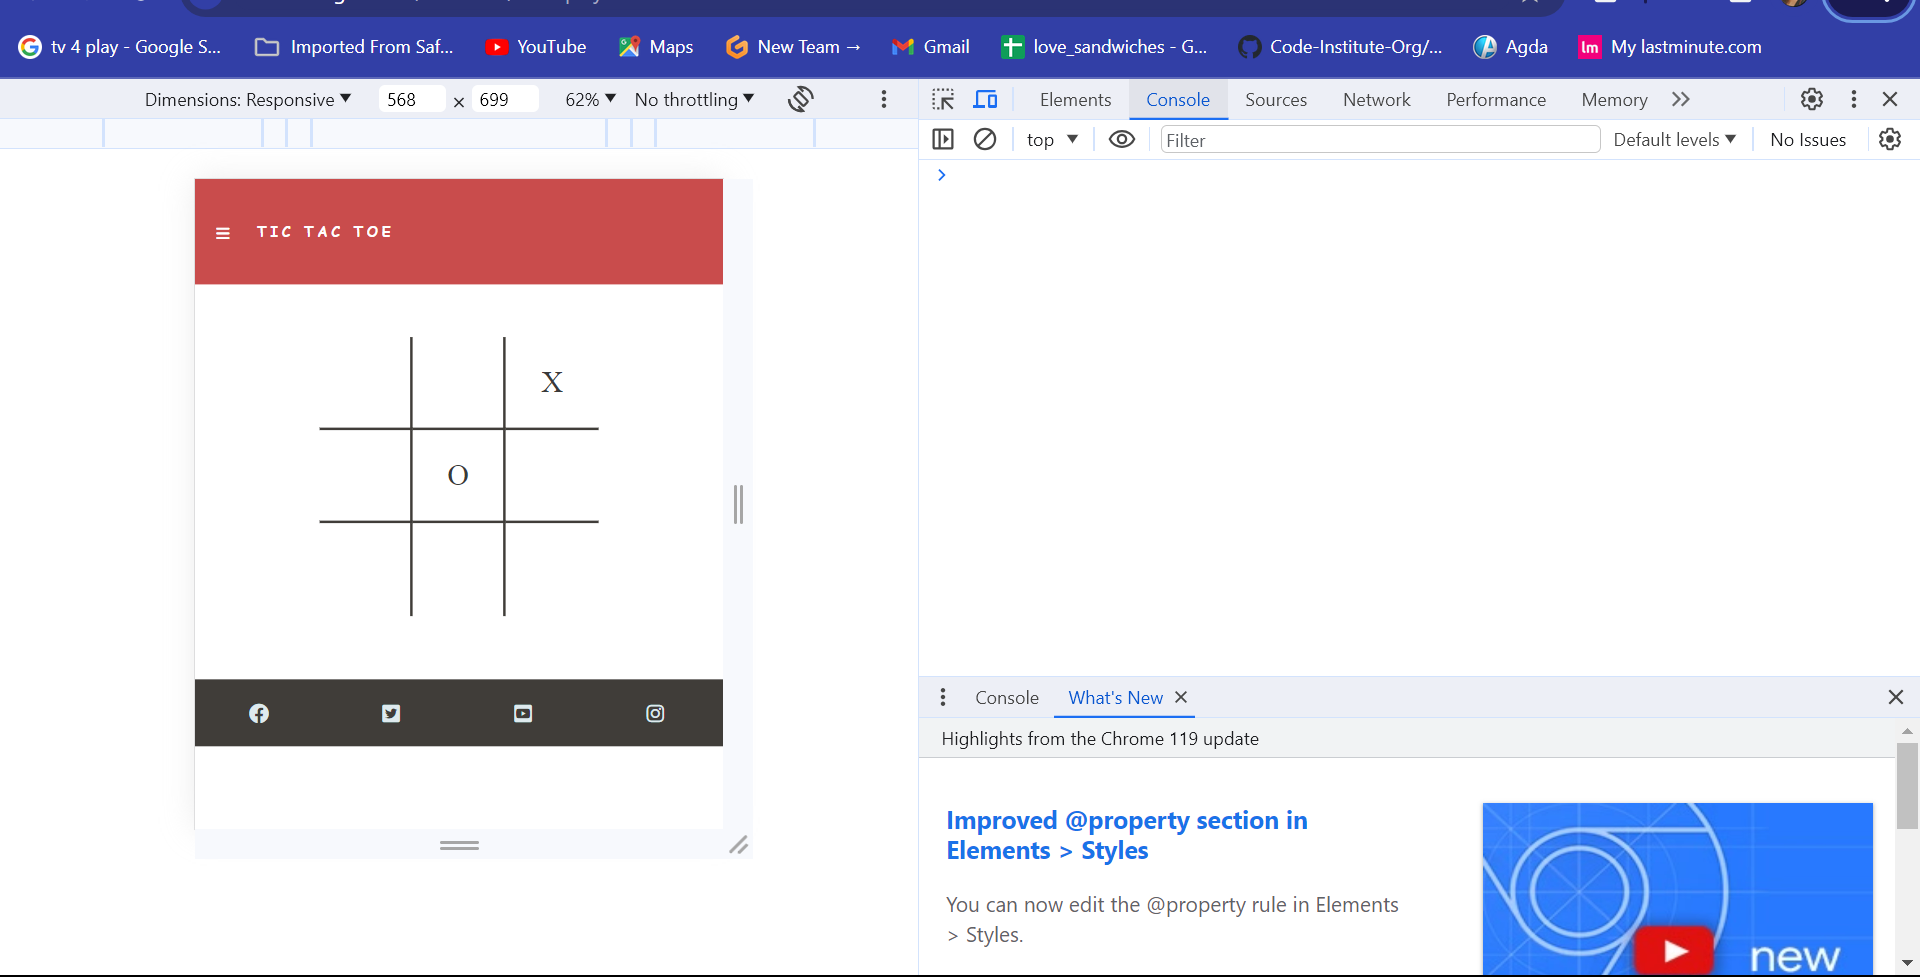 tv 4 play - Google S...
Imported From Saf...
YouTube
Maps
New Team →
Gmail
love_sandwiches - G...
Code-Institute-Org/...
Agda
lm My lastminute.com
Dimensions: Responsive
568 × 699
62%
No throttling
Elements
Console
Sources
Network
Performance
Memory
top
Filter
Default levels
No Issues
TIC TAC TOE
X
O
Console
What's New
Highlights from the Chrome 119 update
Improved @property section in
Elements > Styles
You can now edit the @property rule in Elements
> Styles.
new